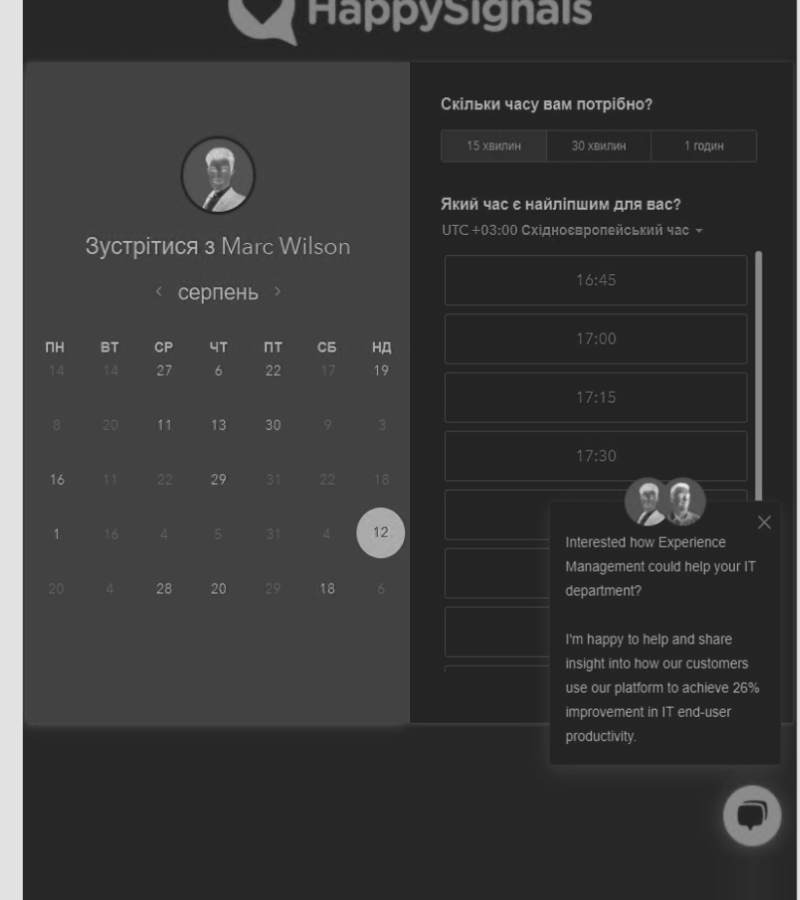 HappySignals
Зустрітися з Marc Wilson
серпень
ПН ВТ СР ЧТ ПТ СБ НД
14 14 27 6 22 17 19
8 20 11 13 30 9 3
16 11 22 29 31 22 18
1 16 4 5 31 4 12
20 4 28 20 29 18 6
Скільки часу вам потрібно?
15 хвилин 30 хвилин 1 годин
Який час є найліпшим для вас?
UTC +03:00 Східноєвропейський час
16:45
17:00
17:15
17:30
Interested how Experience
Management could help your IT
department?
I'm happy to help and share
insight into how our customers
use our platform to achieve 26%
improvement in IT end-user
productivity.